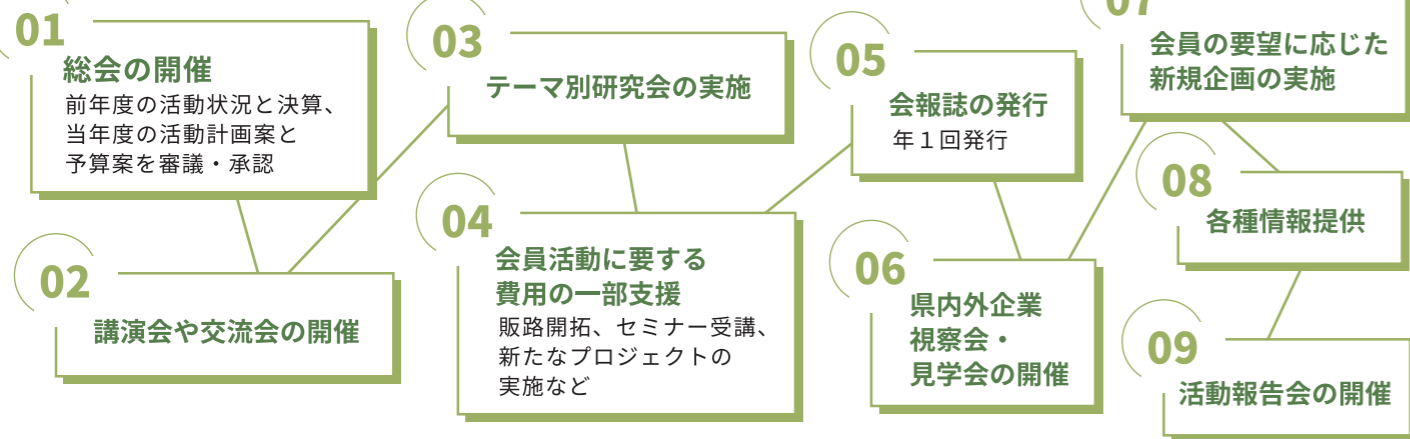 01
総会の開催
前年度の活動状況と決算、
当年度の活動計画案と
予算案を審議・承認
02
講演会や交流会の開催
03
テーマ別研究会の実施
04
会員活動に要する
費用の一部支援
販路開拓、セミナー受講、
新たなプロジェクトの
実施など
05
会報誌の発行
年１回発行
06
県内外企業
視察会・
見学会の開催
07
会員の要望に応じた
新規企画の実施
08
各種情報提供
09
活動報告会の開催